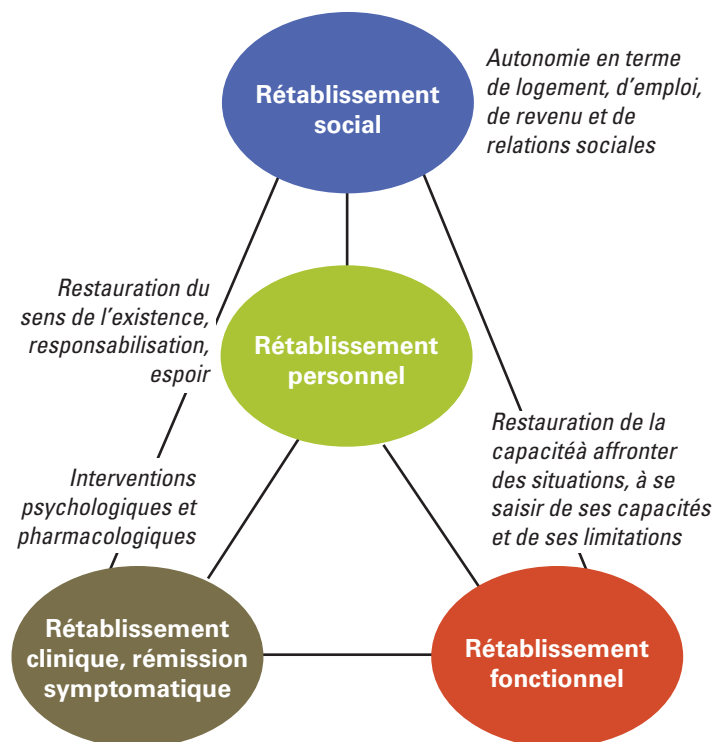 Rétablissement
social
Autonomie en terme
de logement, d'emploi,
de revenu et de
relations sociales
Restauration du
sens de l'existence,
responsabilisation,
espoir
Rétablissement
personnel
Interventions
psychologiques et
pharmacologiques
Restauration de la
capacitéà affronter
des situations, à se
saisir de ses capacités
et de ses limitations
Rétablissement
clinique, rémission
symptomatique
Rétablissement
fonctionnel